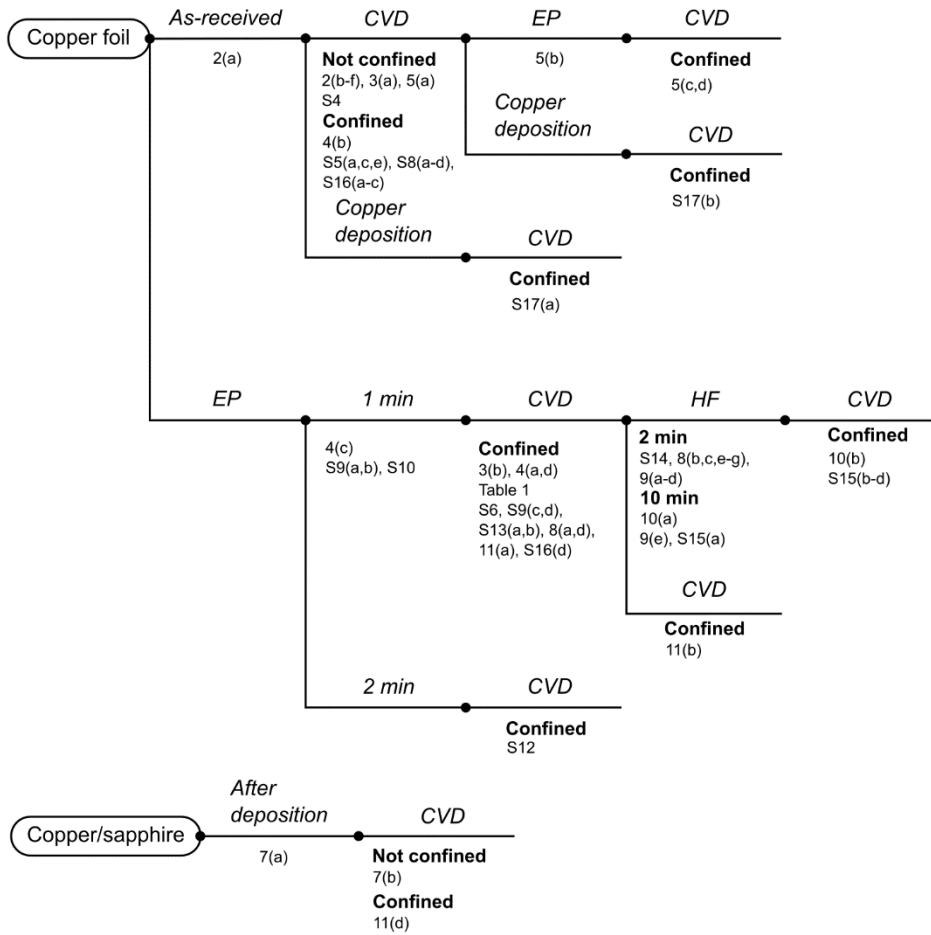 Copper foil
As-received
2(a)
CVD
Not confined
2(b-f), 3(a), 5(a)
S4
Confined
4(b)
S5(a,c,e), S8(a-d),
S16(a-c)
EP
5(b)
CVD
Confined
5(c,d)
Copper
deposition
CVD
Confined
S17(b)
Copper
deposition
CVD
Confined
S17(a)
EP
1 min
4(c)
S9(a,b), S10
CVD
Confined
3(b), 4(a,d)
Table 1
S6, S9(c,d),
S13(a,b), 8(a,d),
11(a), S16(d)
HF
2 min
S14, 8(b,c,e-g),
9(a-d)
10 min
10(a)
9(e), S15(a)
CVD
Confined
10(b)
S15(b-d)
CVD
Confined
11(b)
2 min
CVD
Confined
S12
Copper/sapphire
After
deposition
7(a)
CVD
Not confined
7(b)
Confined
11(d)